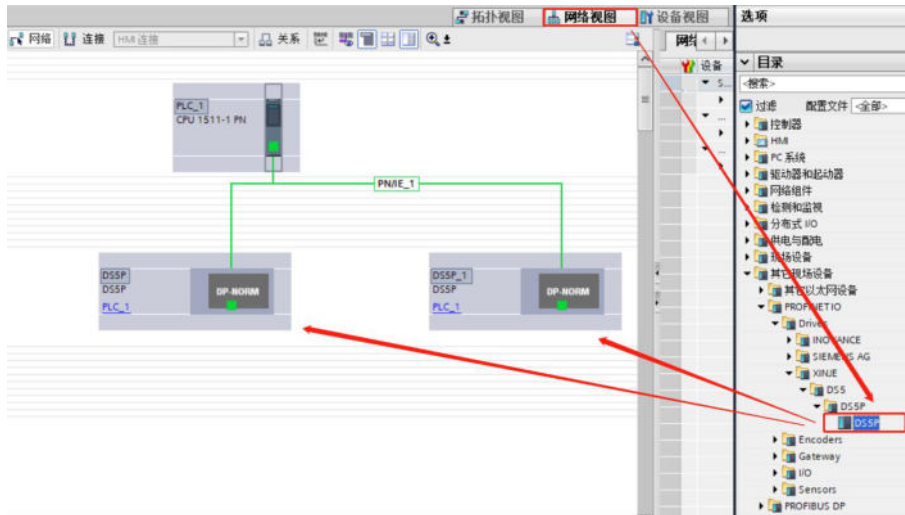 拓扑视图 网络视图 设备视图 选项
网络 连接 HMI 连接 关系 网络
设备
目录
<搜索>
过滤 配置文件 <全部>
S...
...
...
PLC_1
CPU 1511-1 PN
PN/IE_1
DS5P
DS5P
PLC_1
DP-NORM
DS5P_1
DS5P
PLC_1
DP-NORM
控制器
HMI
PC 系统
驱动器和起动器
网络组件
检测和监视
分布式 I/O
供电与配电
现场设备
其它现场设备
其它以太网设备
PROFINET IO
Drives
INOVANCE
SIEMENS AG
XINJE
DS5
DS5P
DS5P
Encoders
Gateway
I/O
Sensors
PROFIBUS DP